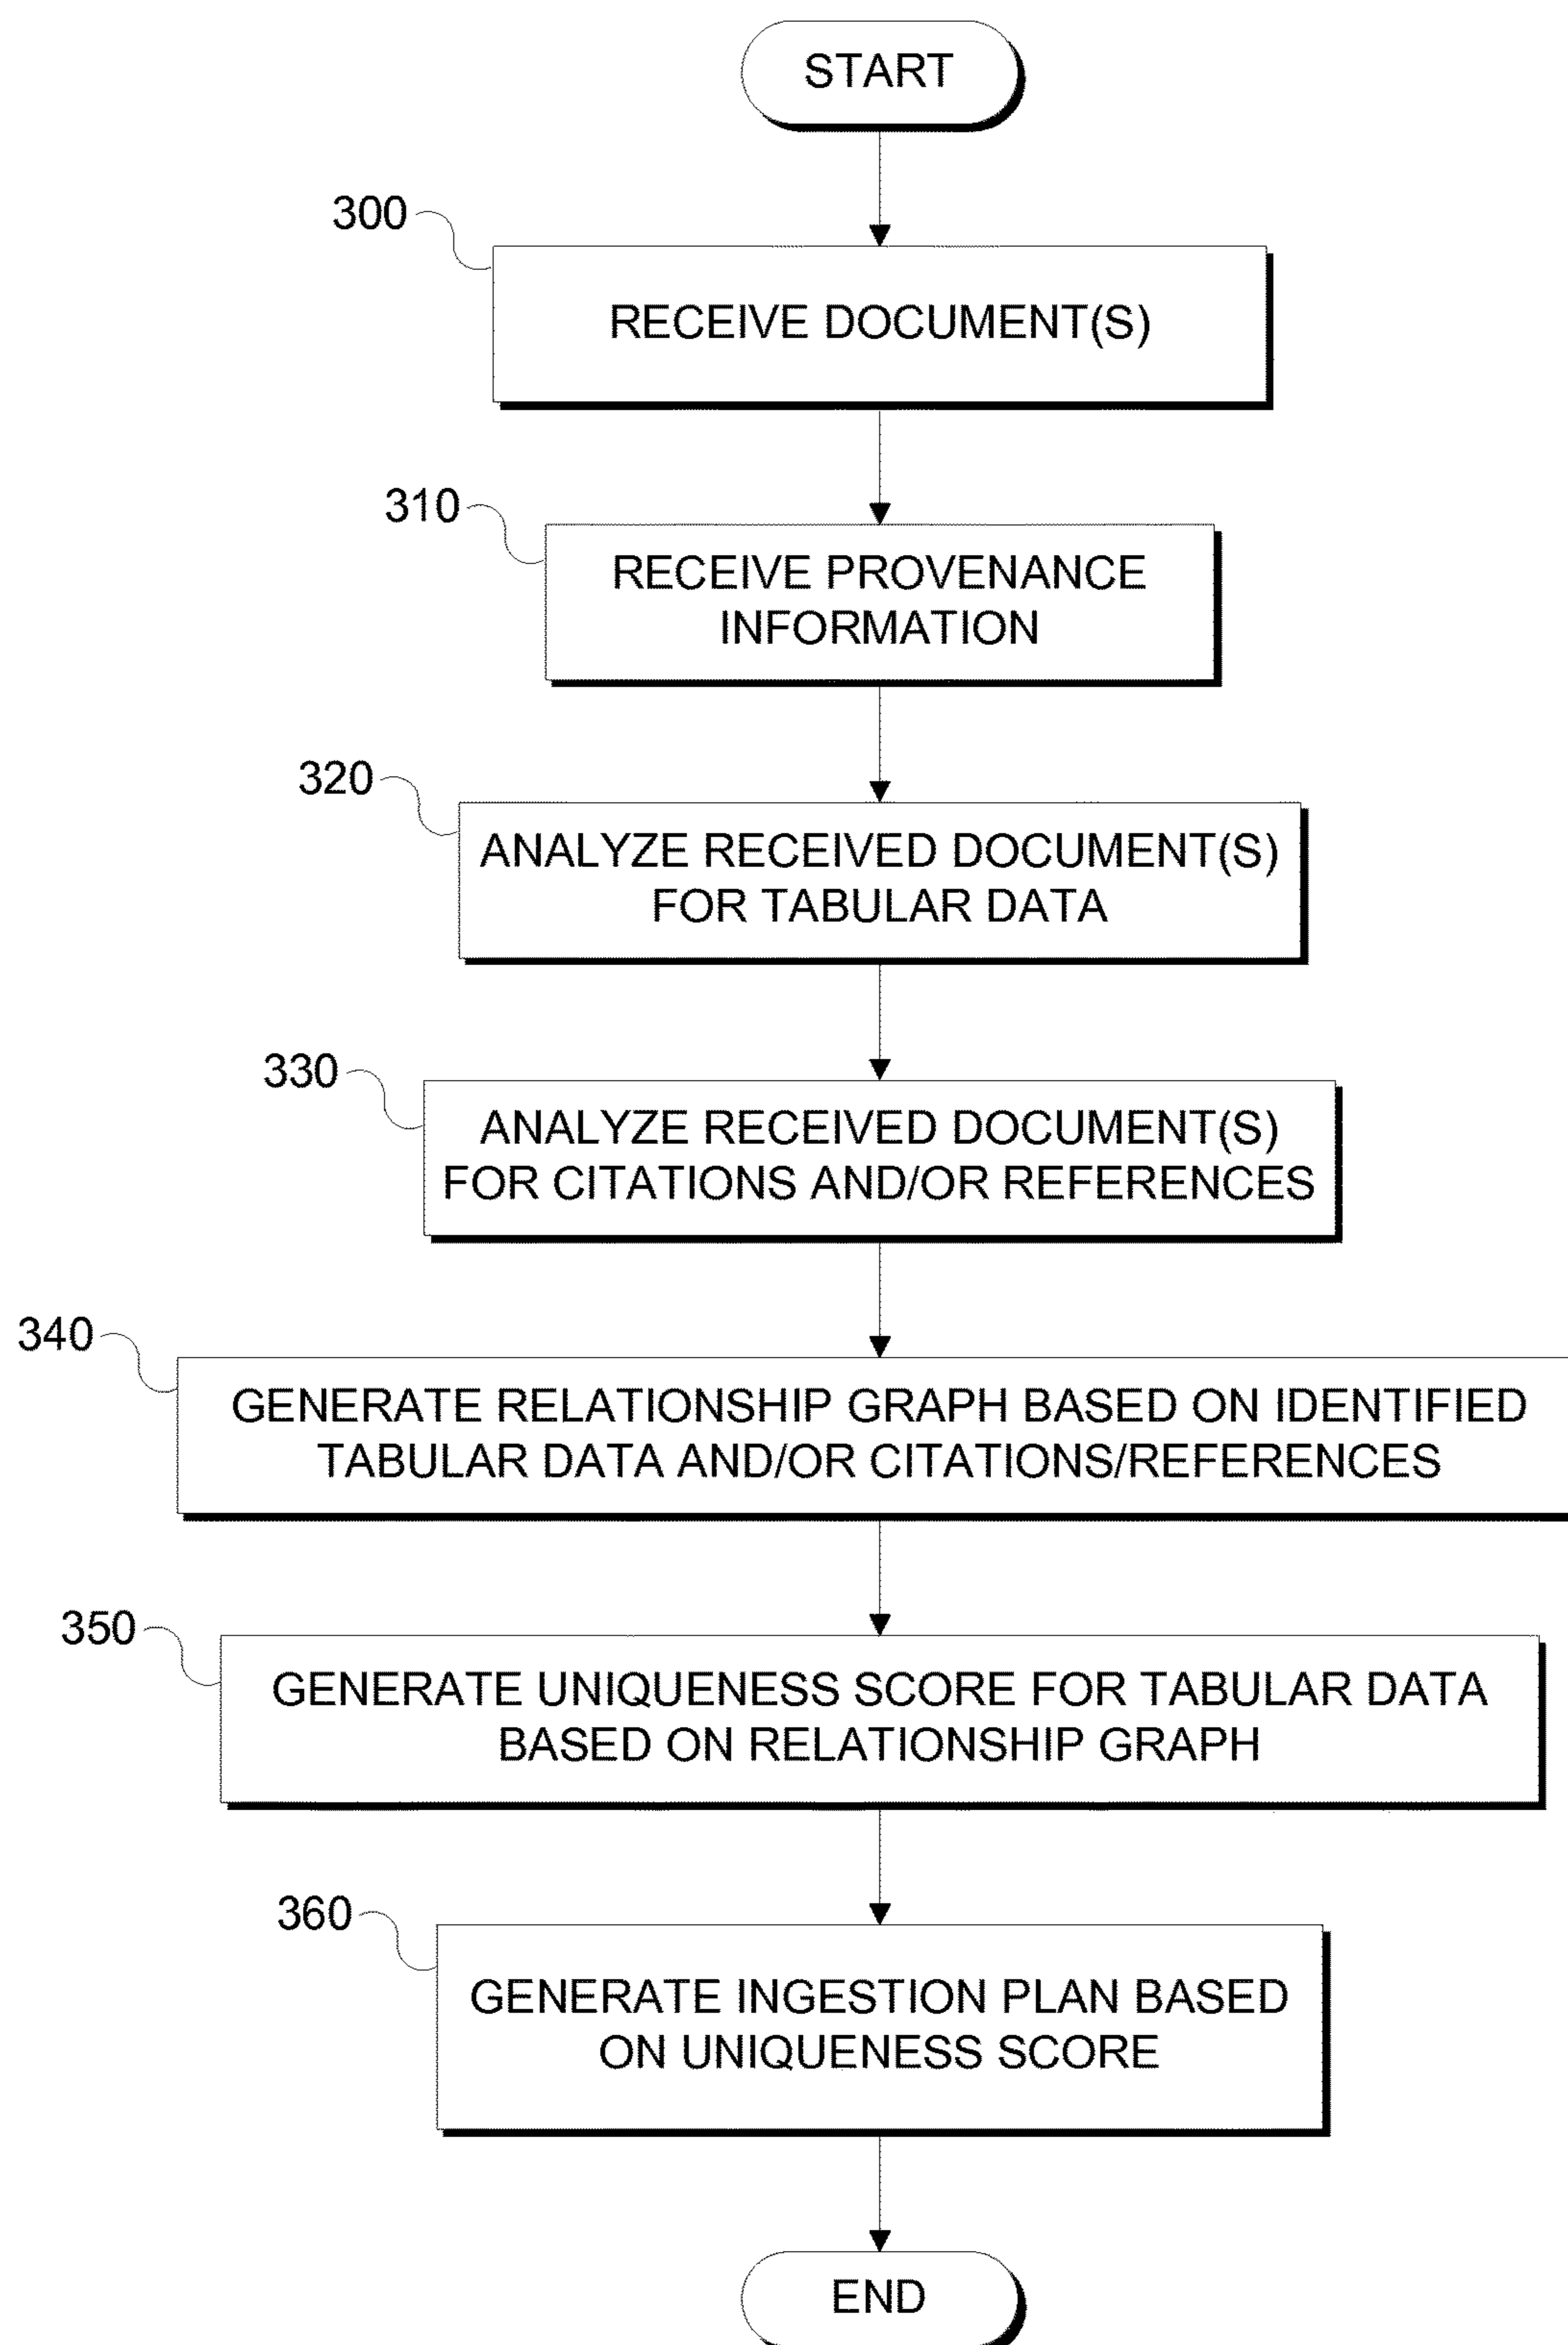 START
300
RECEIVE DOCUMENT(S)
310
RECEIVE PROVENANCE
INFORMATION
320
ANALYZE RECEIVED DOCUMENT(S)
FOR TABULAR DATA
330
ANALYZE RECEIVED DOCUMENT(S)
FOR CITATIONS AND/OR REFERENCES
340
GENERATE RELATIONSHIP GRAPH BASED ON IDENTIFIED
TABULAR DATA AND/OR CITATIONS/REFERENCES
350
GENERATE UNIQUENESS SCORE FOR TABULAR DATA
BASED ON RELATIONSHIP GRAPH
360
GENERATE INGESTION PLAN BASED
ON UNIQUENESS SCORE
END